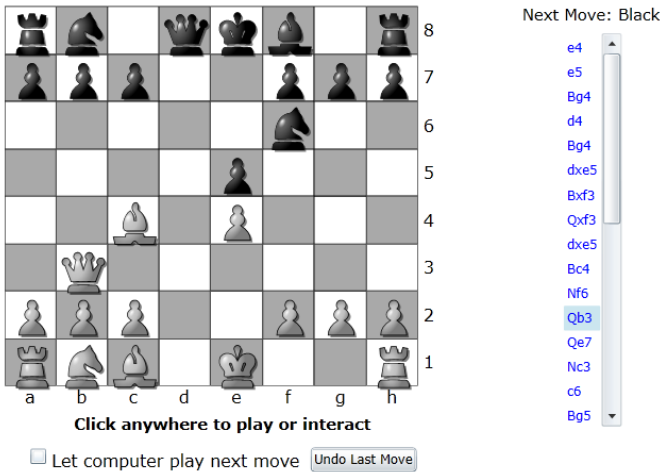 Next Move: Black
8
7
6
5
4
3
2
1
a b c d e f g h
e4
e5
Bg4
d4
Bg4
dxe5
Bxf3
Qxf3
dxe5
Bc4
Nf6
Qb3
Qe7
Nc3
c6
Bg5
Click anywhere to play or interact
Let computer play next move Undo Last Move